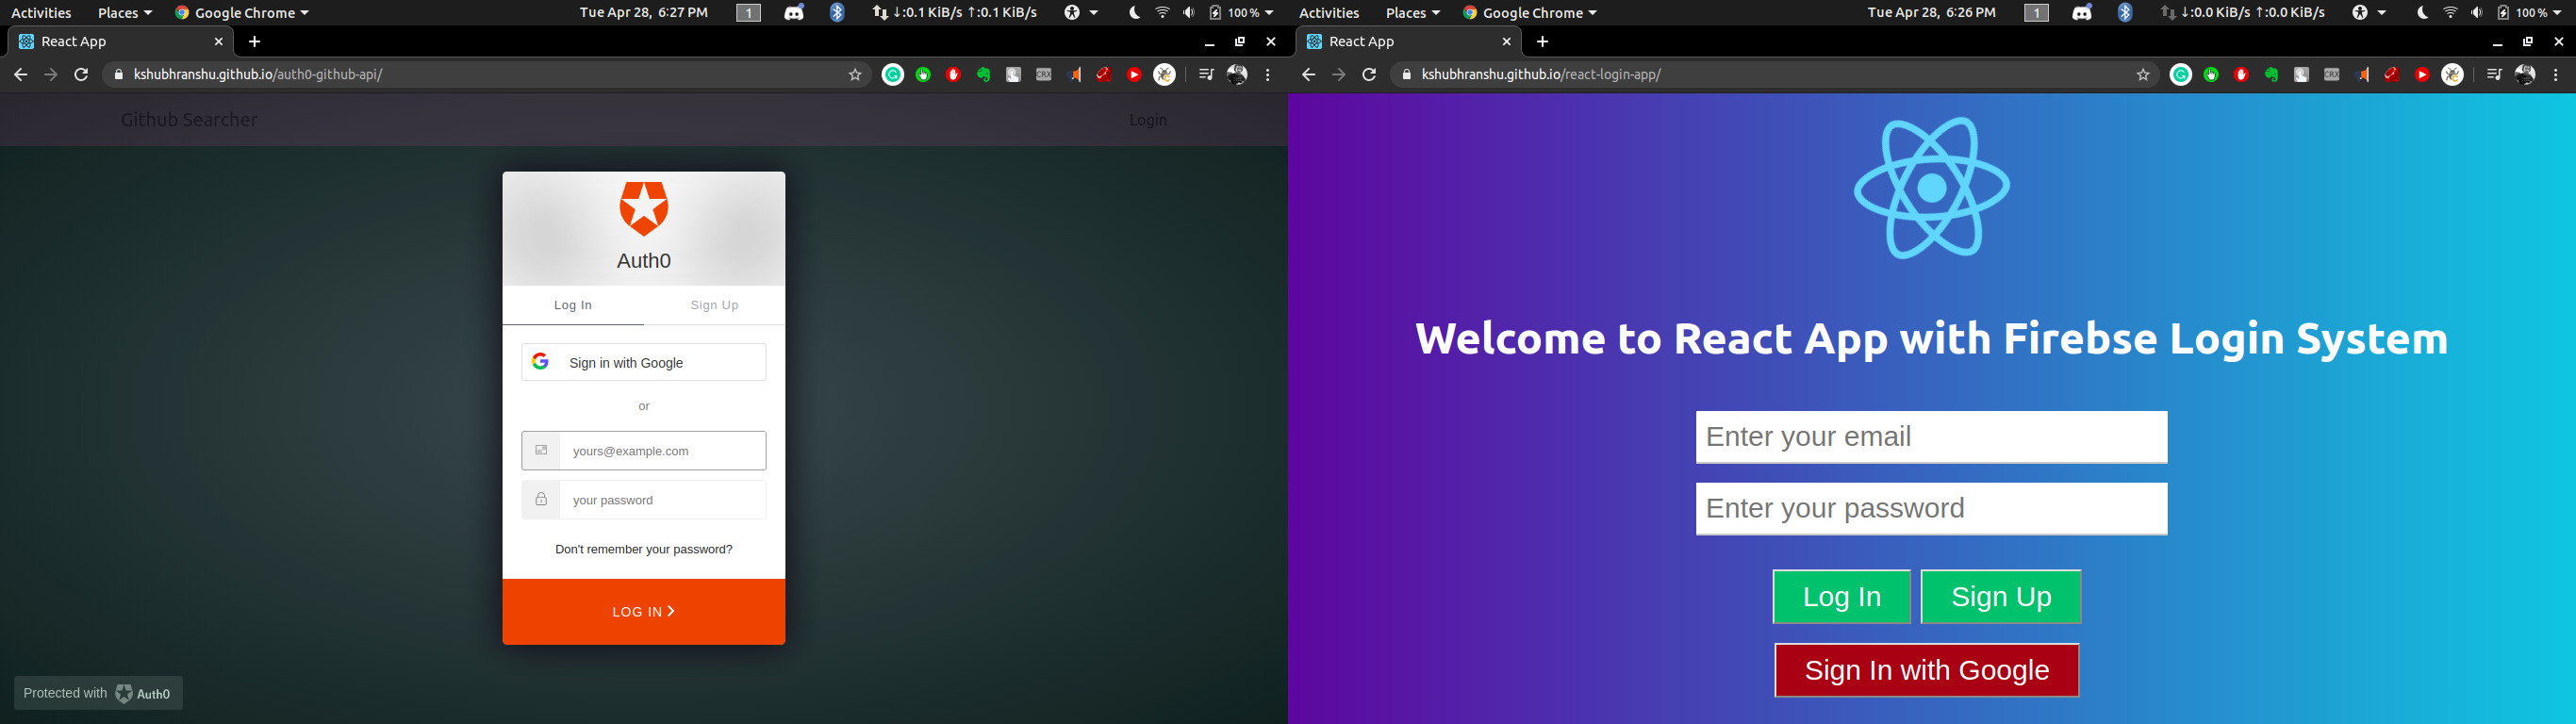 Activities Places Google Chrome Tue Apr 28, 6:27 PM 1 ↓:0.1 KiB/s ↑:0.1 KiB/s 100 %
React App
kshubhranshu.github.io/auth0-github-api/
CRX
Github Searcher Login
Auth0
Log In Sign Up
Sign in with Google
or
yours@example.com
your password
Don't remember your password?
LOG IN
Protected with Auth0
Activities Places Google Chrome Tue Apr 28, 6:26 PM 1 ↓:0.0 KiB/s ↑:0.0 KiB/s 100 %
React App
kshubhranshu.github.io/react-login-app/
CRX
Welcome to React App with Firebse Login System
Enter your email
Enter your password
Log In Sign Up
Sign In with Google